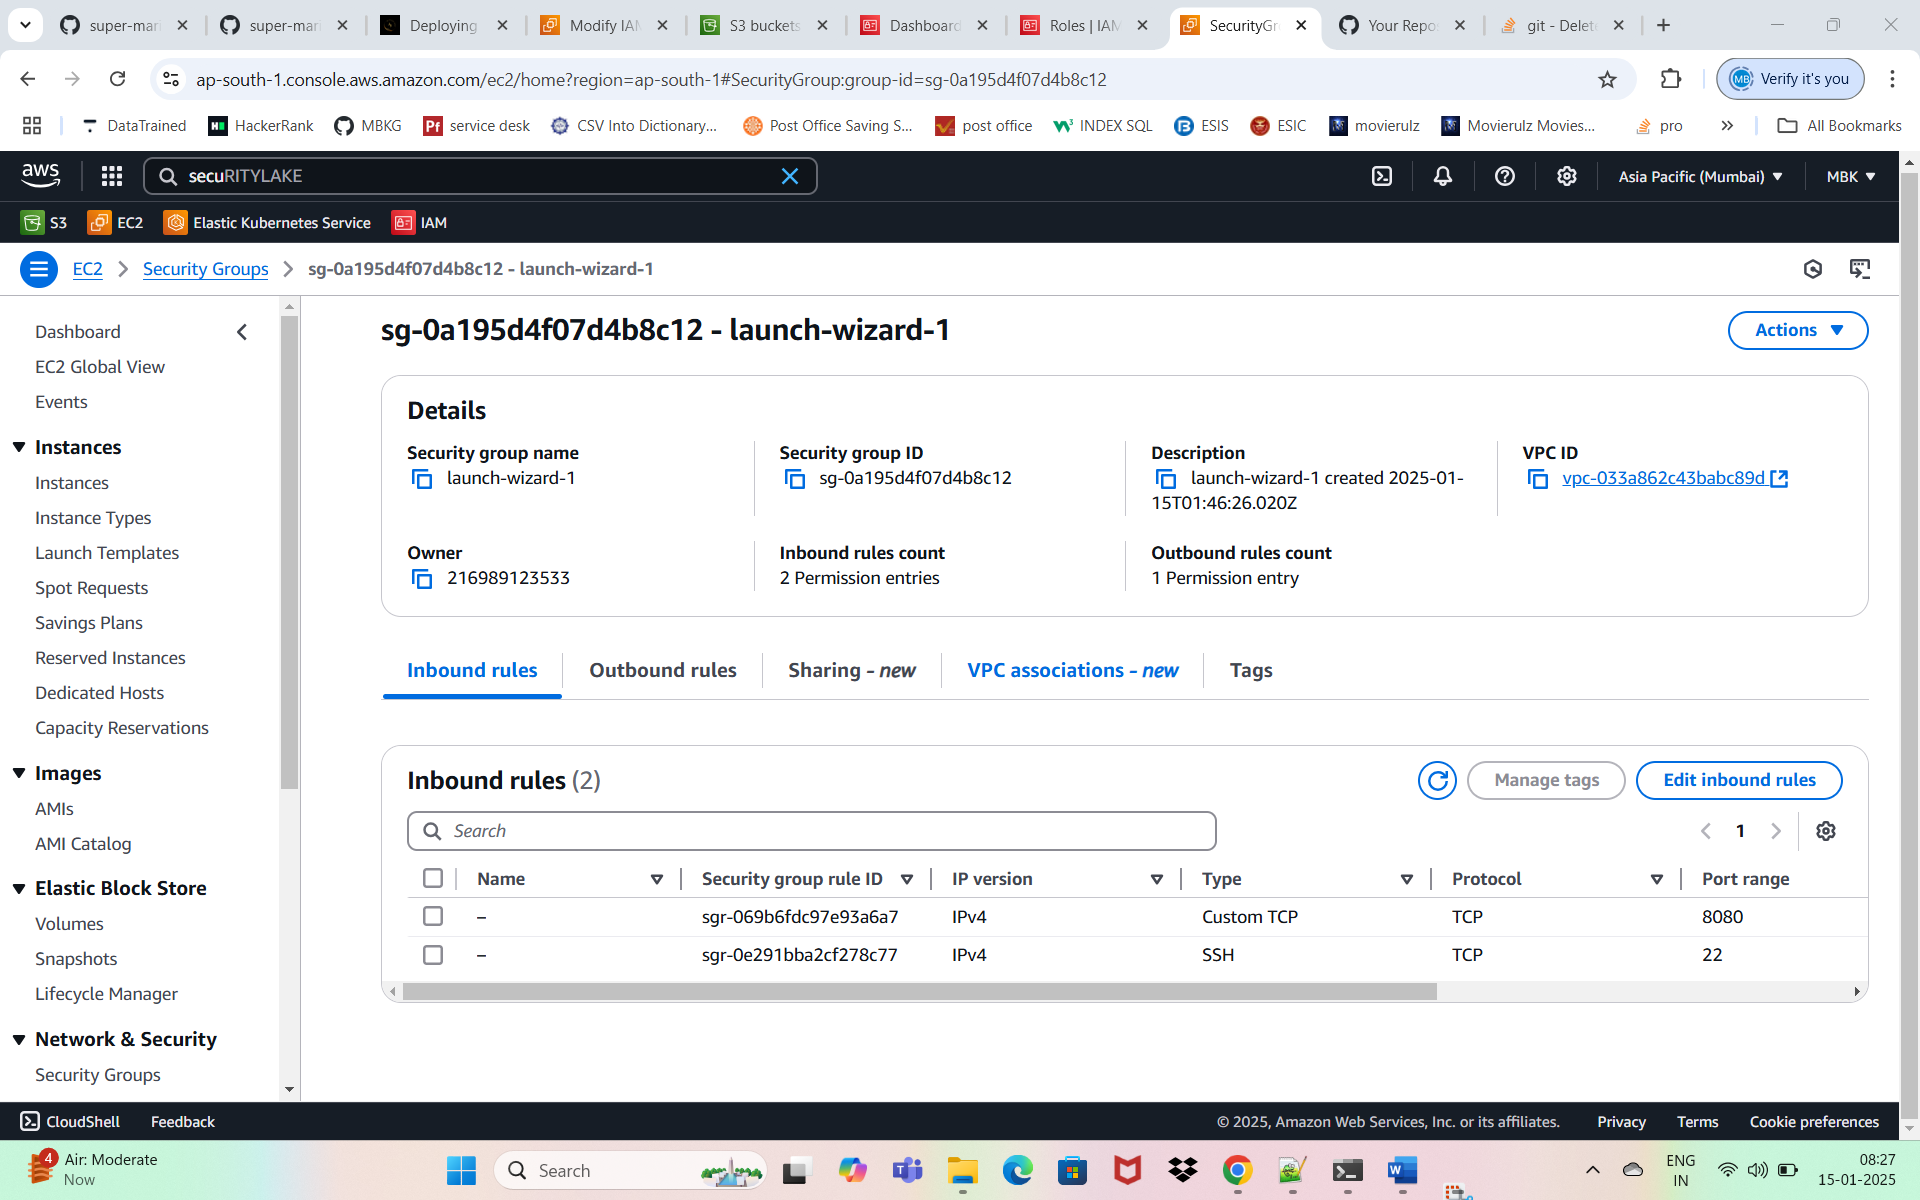 super-mari
super-mari
Deploying
Modify IAM
S3 buckets
Dashboard
Roles | IAM
SecurityGr
Your Repo
git - Delet
ap-south-1.console.aws.amazon.com/ec2/home?region=ap-south-1#SecurityGroup:group-id=sg-0a195d4f07d4b8c12
MB Verify it's you
DataTrained
HackerRank
MBKG
service desk
CSV Into Dictionary...
Post Office Saving S...
post office
INDEX SQL
ESIS
ESIC
movierulz
Movierulz Movies...
pro
All Bookmarks
aws
secuRITYLAKE
Asia Pacific (Mumbai)
MBK
S3
EC2
Elastic Kubernetes Service
IAM
EC2
Security Groups
sg-0a195d4f07d4b8c12 - launch-wizard-1
Dashboard
EC2 Global View
Events
Instances
Instances
Instance Types
Launch Templates
Spot Requests
Savings Plans
Reserved Instances
Dedicated Hosts
Capacity Reservations
Images
AMIs
AMI Catalog
Elastic Block Store
Volumes
Snapshots
Lifecycle Manager
Network & Security
Security Groups
sg-0a195d4f07d4b8c12 - launch-wizard-1
Actions
Details
Security group name
launch-wizard-1
Security group ID
sg-0a195d4f07d4b8c12
Description
launch-wizard-1 created 2025-01-
15T01:46:26.020Z
VPC ID
vpc-033a862c43babc89d
Owner
216989123533
Inbound rules count
2 Permission entries
Outbound rules count
1 Permission entry
Inbound rules
Outbound rules
Sharing - new
VPC associations - new
Tags
Inbound rules (2)
Manage tags
Edit inbound rules
Search
1
Name
Security group rule ID
IP version
Type
Protocol
Port range
– sgr-069b6fdc97e93a6a7 IPv4 Custom TCP TCP 8080
– sgr-0e291bba2cf278c77 IPv4 SSH TCP 22
CloudShell
Feedback
© 2025, Amazon Web Services, Inc. or its affiliates.
Privacy
Terms
Cookie preferences
4
Air: Moderate
Now
Search
ENG
IN
08:27
15-01-2025